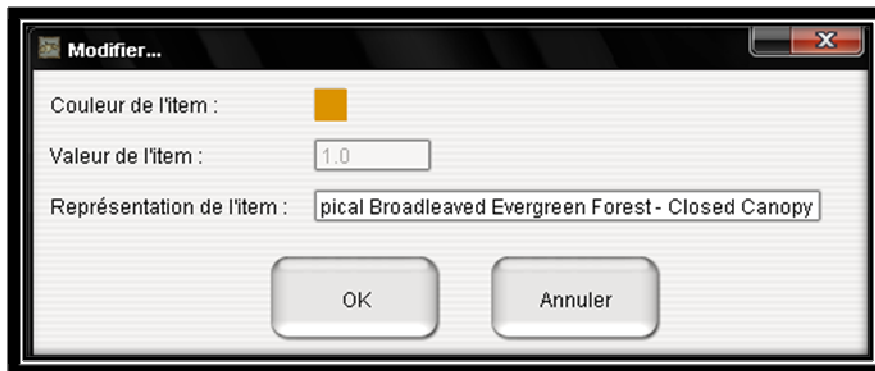 Modifier...
Couleur de l'item :
Valeur de l'item : 1.0
Représentation de l'item : pical Broadleaved Evergreen Forest - Closed Canopy
OK Annuler